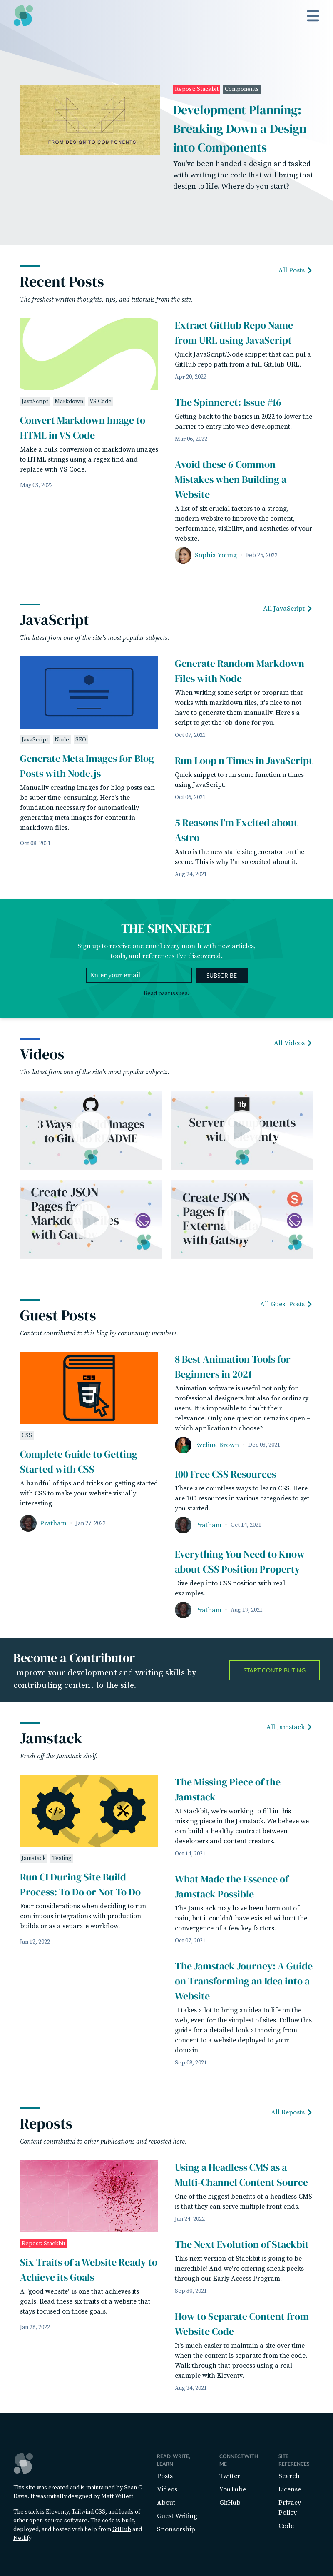 Repost: Stackbit
Components
Development Planning:
Breaking Down a Design
into Components
You've been handed a design and tasked
with writing the code that will bring that
design to life. Where do you start?
FROM DESIGN TO COMPONENTS
Recent Posts
All Posts
The freshest written thoughts, tips, and tutorials from the site.
JavaScript
Markdown
VS Code
Convert Markdown Image to
HTML in VS Code
Make a bulk conversion of markdown images
to HTML strings using a regex find and
replace with VS Code.
May 03, 2022
Extract GitHub Repo Name
from URL using JavaScript
Quick JavaScript/Node snippet that can pul a
GitHub repo path from a full GitHub URL.
Apr 20, 2022
The Spinneret: Issue #16
Getting back to the basics in 2022 to lower the
barrier to entry into web development.
Mar 06, 2022
Avoid these 6 Common
Mistakes when Building a
Website
A list of six crucial factors to a strong,
modern website to improve the content,
performance, visibility, and aesthetics of your
website.
Sophia Young
Feb 25, 2022
JavaScript
All JavaScript
The latest from one of the site's most popular subjects.
JavaScript
Node
SEO
Generate Meta Images for Blog
Posts with Node.js
Manually creating images for blog posts can
be super time-consuming. Here's the
foundation necessary for automatically
generating meta images for content in
markdown files.
Oct 08, 2021
Generate Random Markdown
Files with Node
When writing some script or program that
works with markdown files, it's nice to not
have to generate them manually. Here's a
script to get the job done for you.
Oct 07, 2021
Run Loop n Times in JavaScript
Quick snippet to run some function n times
using JavaScript.
Oct 06, 2021
5 Reasons I'm Excited about
Astro
Astro is the new static site generator on the
scene. This is why I'm so excited about it.
Aug 24, 2021
THE SPINNERET
Sign up to receive one email every month with new articles,
tools, and references I've discovered.
Enter your email
SUBSCRIBE
Read past issues.
Videos
All Videos
The latest from one of the site's most popular subjects.
3 Ways Images
to Git README
11ty
Server ponents
with nty
Create JSON
Pages fr
Markd es
with Gatsby
Create JSON
Pages f
Externa
with Gatsby
Guest Posts
All Guest Posts
Content contributed to this blog by community members.
CSS
CSS
Complete Guide to Getting
Started with CSS
A handful of tips and tricks on getting started
with CSS to make your website visually
interesting.
Pratham
Jan 27, 2022
8 Best Animation Tools for
Beginners in 2021
Animation software is useful not only for
professional designers but also for ordinary
users. It is impossible to doubt their
relevance. Only one question remains open –
which application to choose?
Evelina Brown
Dec 03, 2021
100 Free CSS Resources
There are countless ways to learn CSS. Here
are 100 resources in various categories to get
you started.
Pratham
Oct 14, 2021
Everything You Need to Know
about CSS Position Property
Dive deep into CSS position with real
examples.
Pratham
Aug 19, 2021
Become a Contributor
Improve your development and writing skills by
contributing content to the site.
START CONTRIBUTING
Jamstack
All Jamstack
Fresh off the Jamstack shelf.
Jamstack
Testing
Run CI During Site Build
Process: To Do or Not To Do
Four considerations when deciding to run
continuous integrations with production
builds or as a separate workflow.
Jan 12, 2022
The Missing Piece of the
Jamstack
At Stackbit, we're working to fill in this
missing piece in the Jamstack. We believe we
can build a healthy contract between
developers and content creators.
Oct 14, 2021
What Made the Essence of
Jamstack Possible
The Jamstack may have been born out of
pain, but it couldn't have existed without the
convergence of a few key factors.
Oct 07, 2021
The Jamstack Journey: A Guide
on Transforming an Idea into a
Website
It takes a lot to bring an idea to life on the
web, even for the simplest of sites. Follow this
guide for a detailed look at moving from
concept to a website deployed to your
domain.
Sep 08, 2021
Reposts
All Reposts
Content contributed to other publications and reposted here.
Repost: Stackbit
Six Traits of a Website Ready to
Achieve its Goals
A "good website" is one that achieves its
goals. Read these six traits of a website that
stays focused on those goals.
Jan 28, 2022
Using a Headless CMS as a
Multi-Channel Content Source
One of the biggest benefits of a headless CMS
is that they can serve multiple front ends.
Jan 24, 2022
The Next Evolution of Stackbit
This next version of Stackbit is going to be
incredible! And we're offering sneak peeks
through our Early Access Program.
Sep 30, 2021
How to Separate Content from
Website Code
It's much easier to maintain a site over time
when the content is separate from the code.
Walk through that process using a real
example with Eleventy.
Aug 24, 2021
This site was created and is maintained by Sean C
Davis. It was initially designed by Matt Willett.
The stack is Eleventy, Tailwind CSS, and loads of
other open source software. The code is built,
deployed, and hosted with help from GitHub and
Netlify.
READ, WRITE,
LEARN
Posts
Videos
About
Guest Writing
Sponsorship
CONNECT WITH
ME
Twitter
YouTube
GitHub
SITE
REFERENCES
Search
License
Privacy
Policy
Code